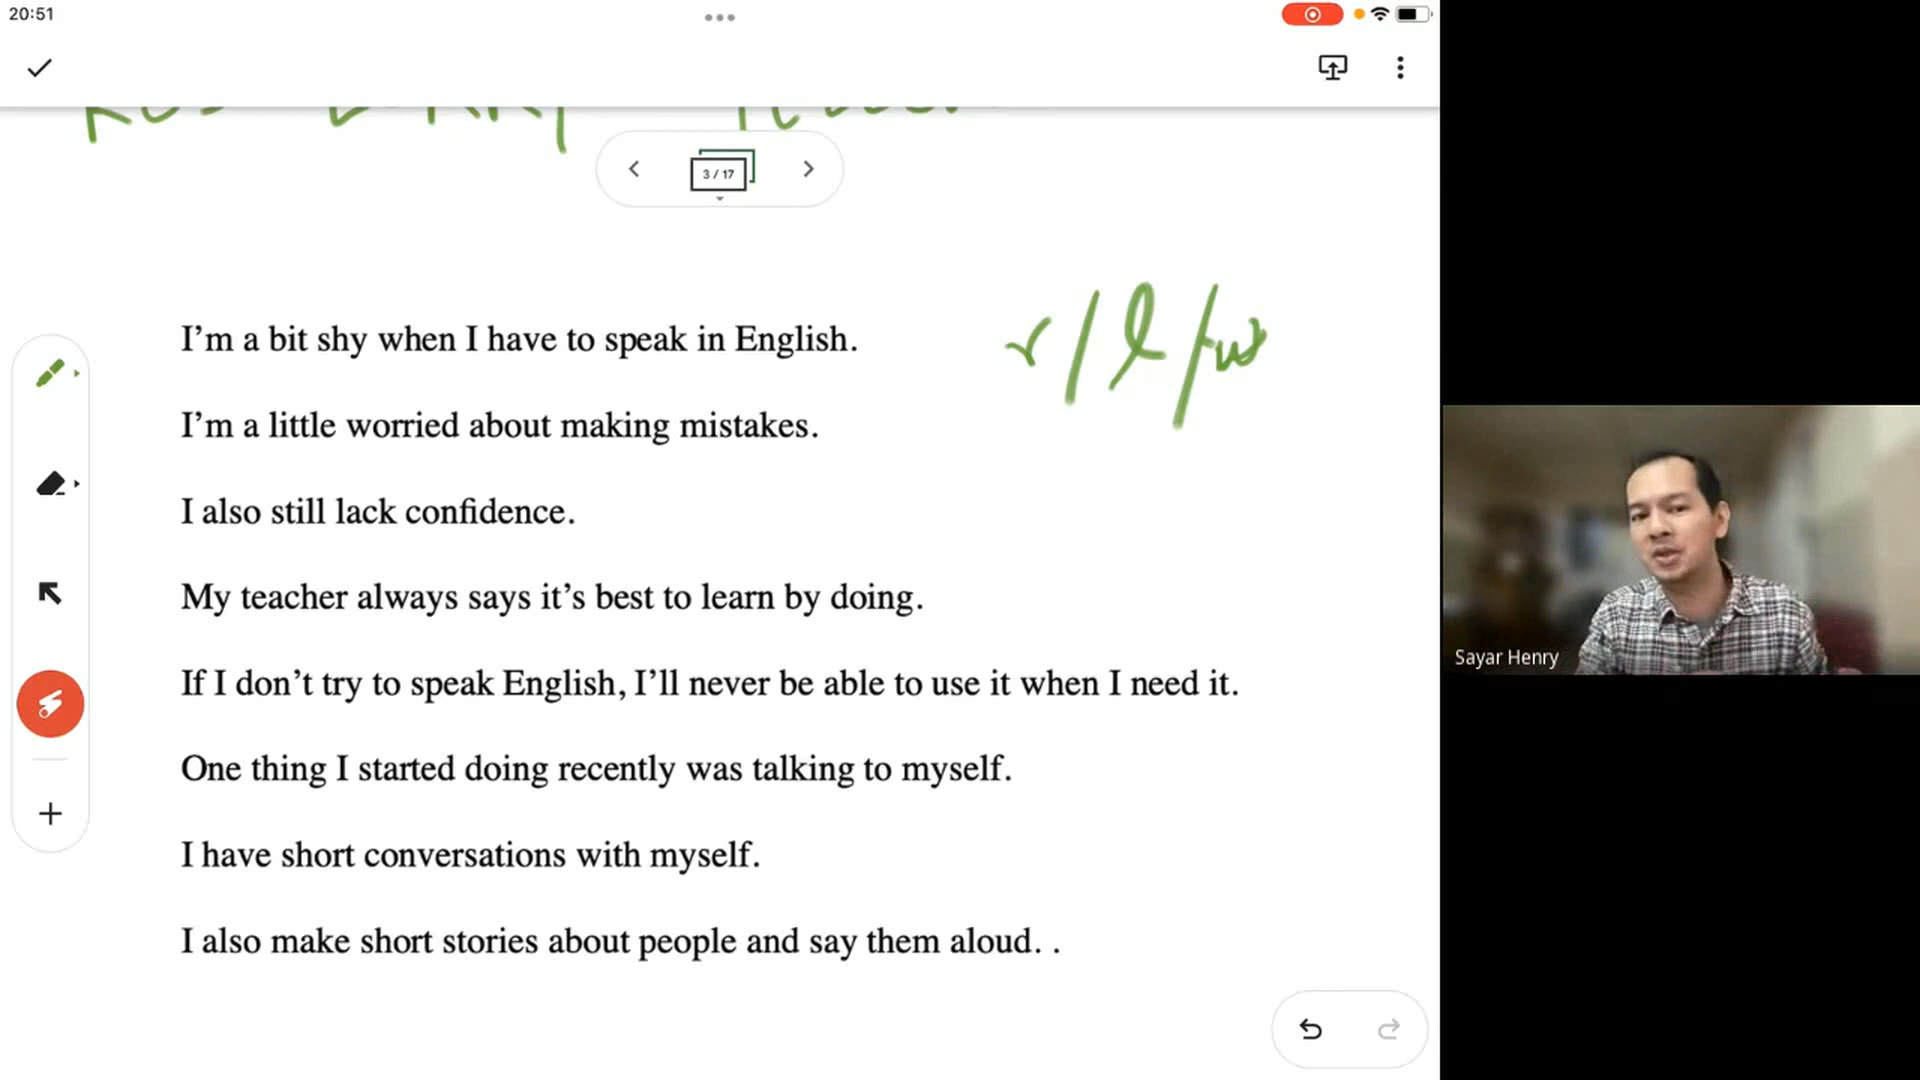 20:51
3 / 17
r/l/
I’m a bit shy when I have to speak in English.
I’m a little worried about making mistakes.
I also still lack confidence.
My teacher always says it’s best to learn by doing.
If I don’t try to speak English, I’ll never be able to use it when I need it.
One thing I started doing recently was talking to myself.
I have short conversations with myself.
I also make short stories about people and say them aloud. .
Sayar Henry